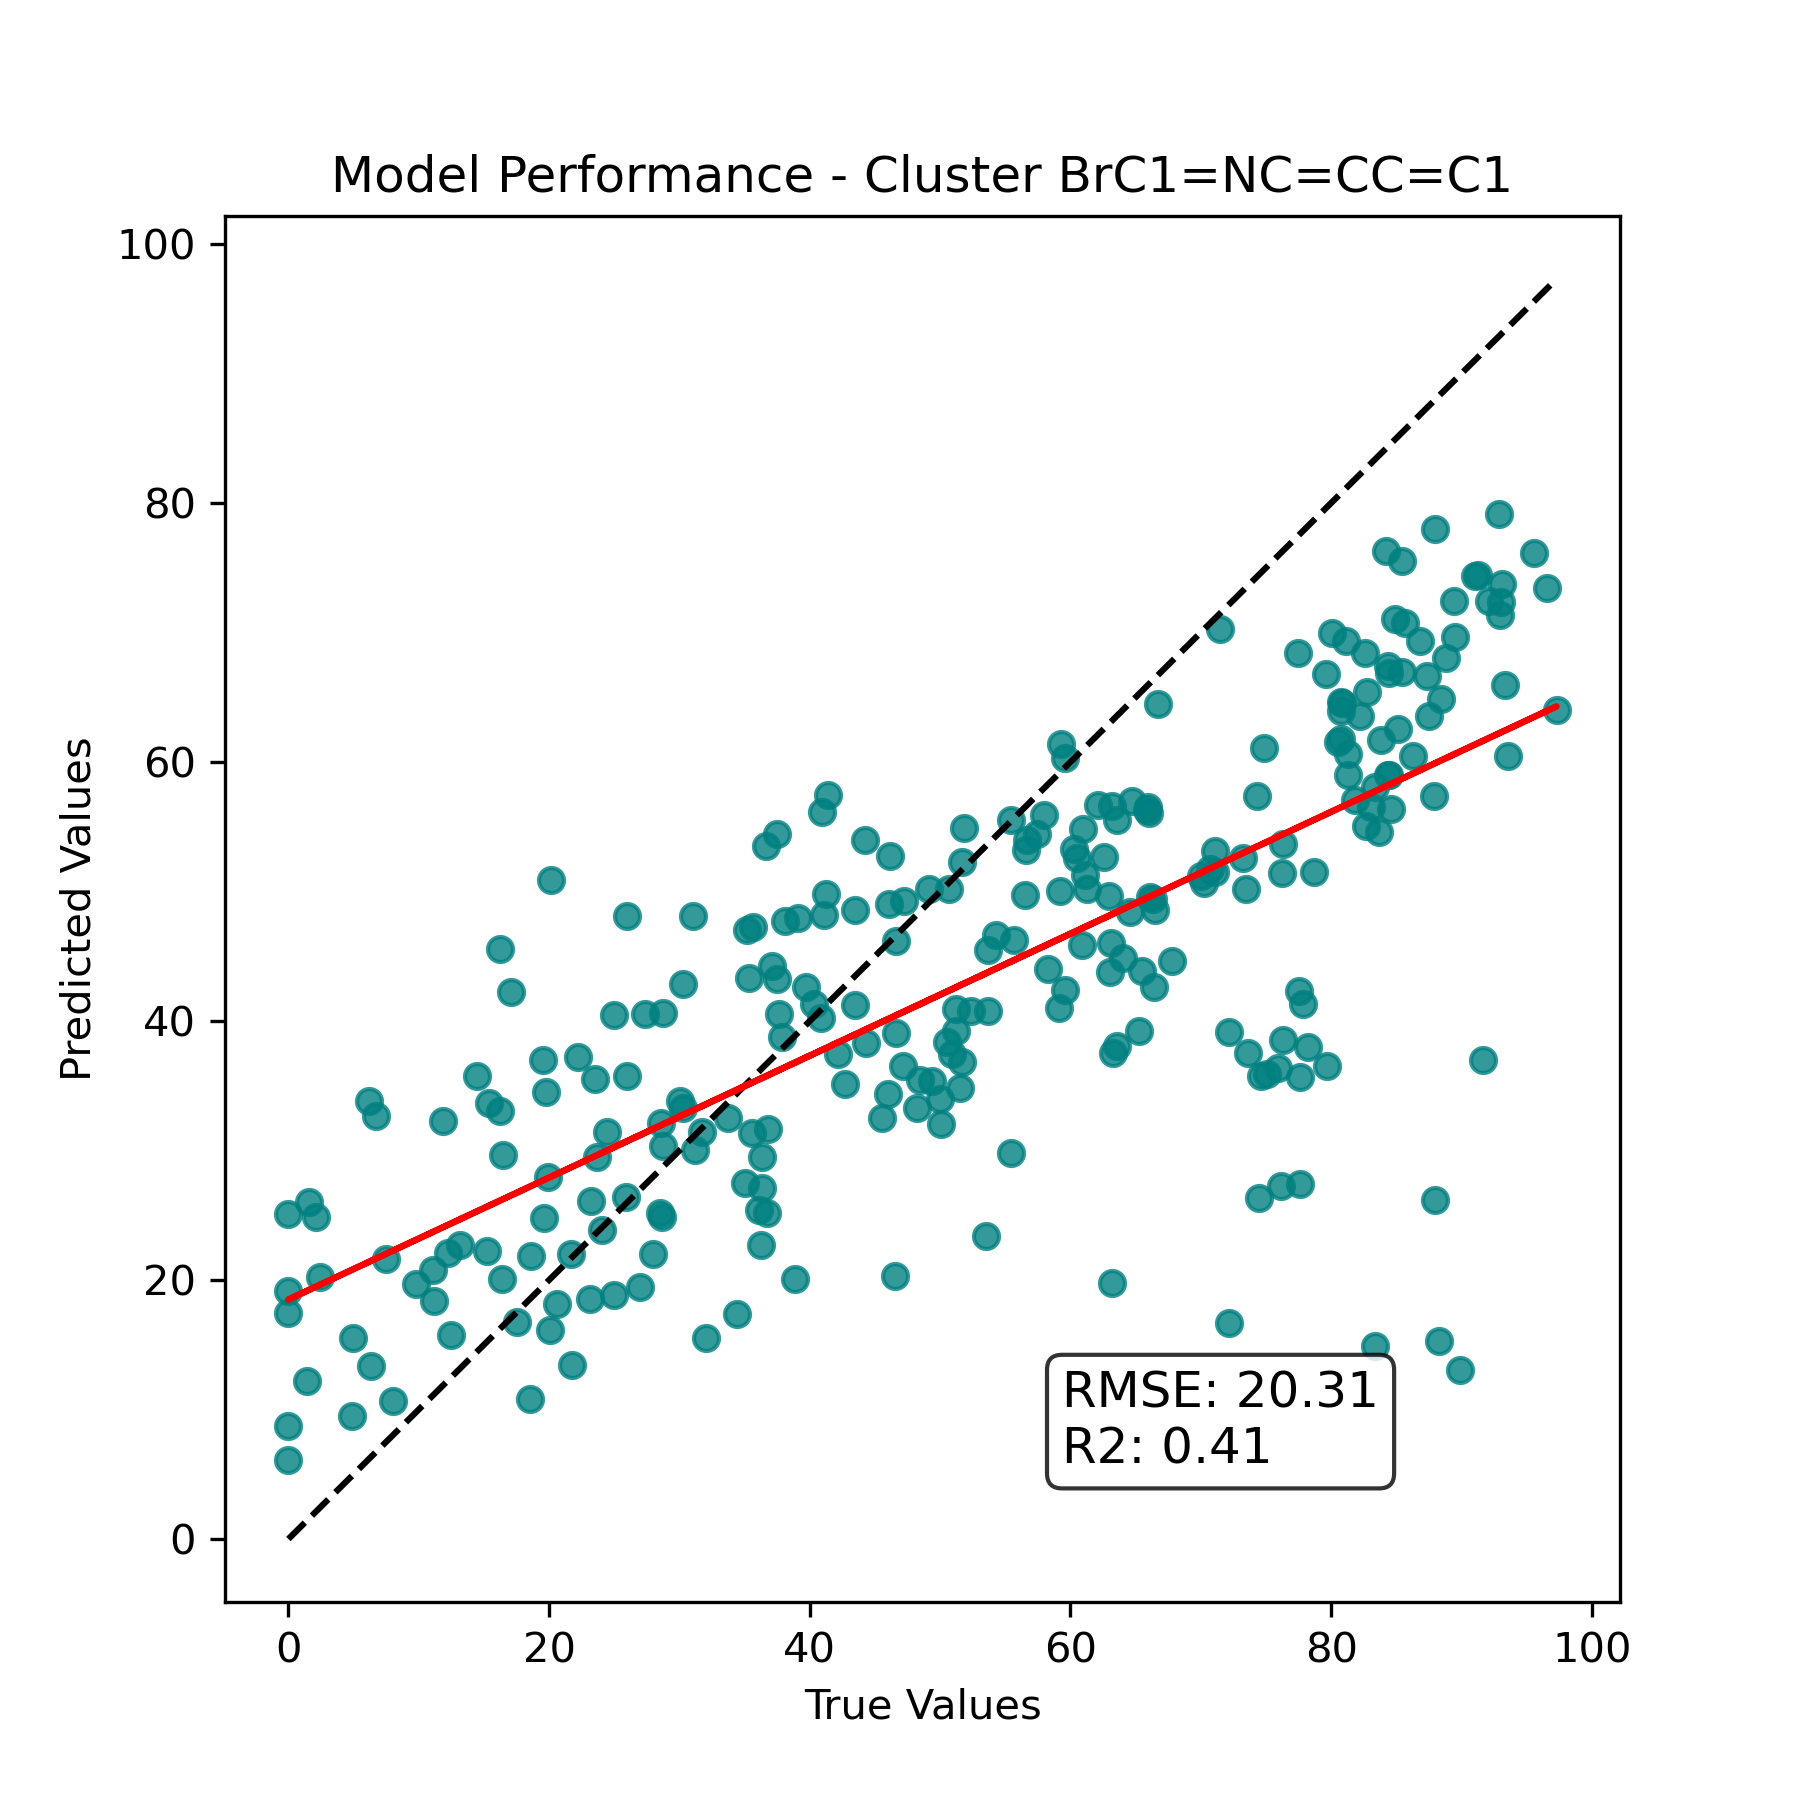 Model Performance - Cluster BrC1=NC=CC=C1
100
80
60
40
20
0
Predicted Values
RMSE: 20.31
R2: 0.41
0 20 40 60 80 100
True Values